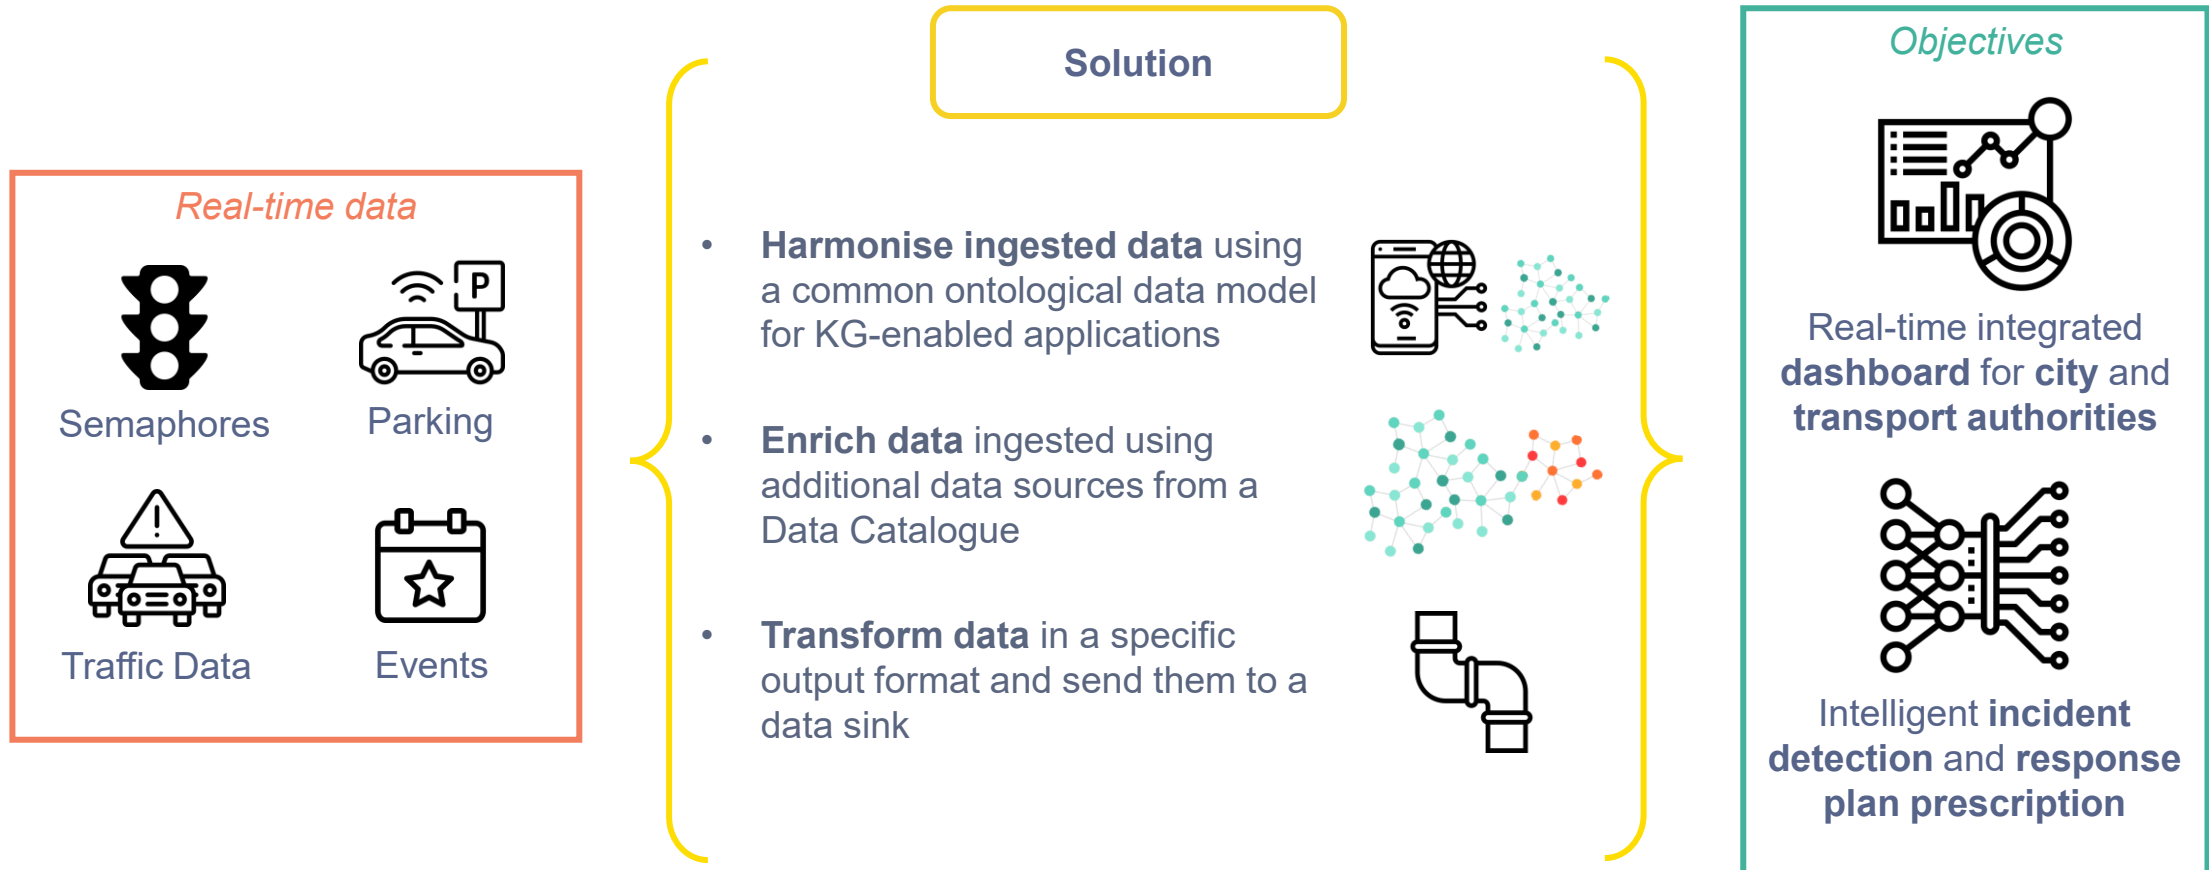 Real-time data
Semaphores
Parking
P
Traffic Data
Events
Solution
• Harmonise ingested data using
a common ontological data model
for KG-enabled applications
• Enrich data ingested using
additional data sources from a
Data Catalogue
• Transform data in a specific
output format and send them to a
data sink
Objectives
Real-time integrated
dashboard for city and
transport authorities
Intelligent incident
detection and response
plan prescription